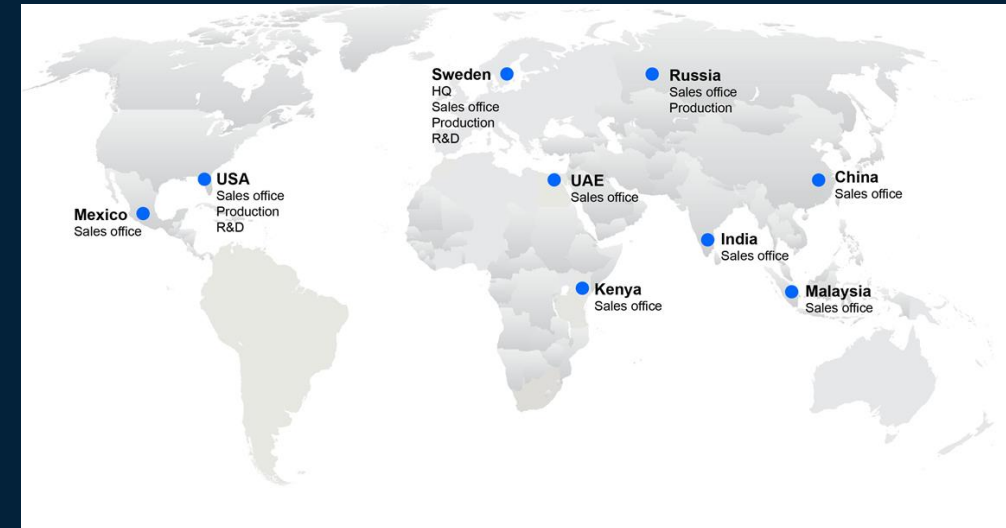 Sweden
HQ
Sales office
Production
R&D
Russia
Sales office
Production
USA
Sales office
Production
R&D
Mexico
Sales office
UAE
Sales office
China
Sales office
India
Sales office
Kenya
Sales office
Malaysia
Sales office